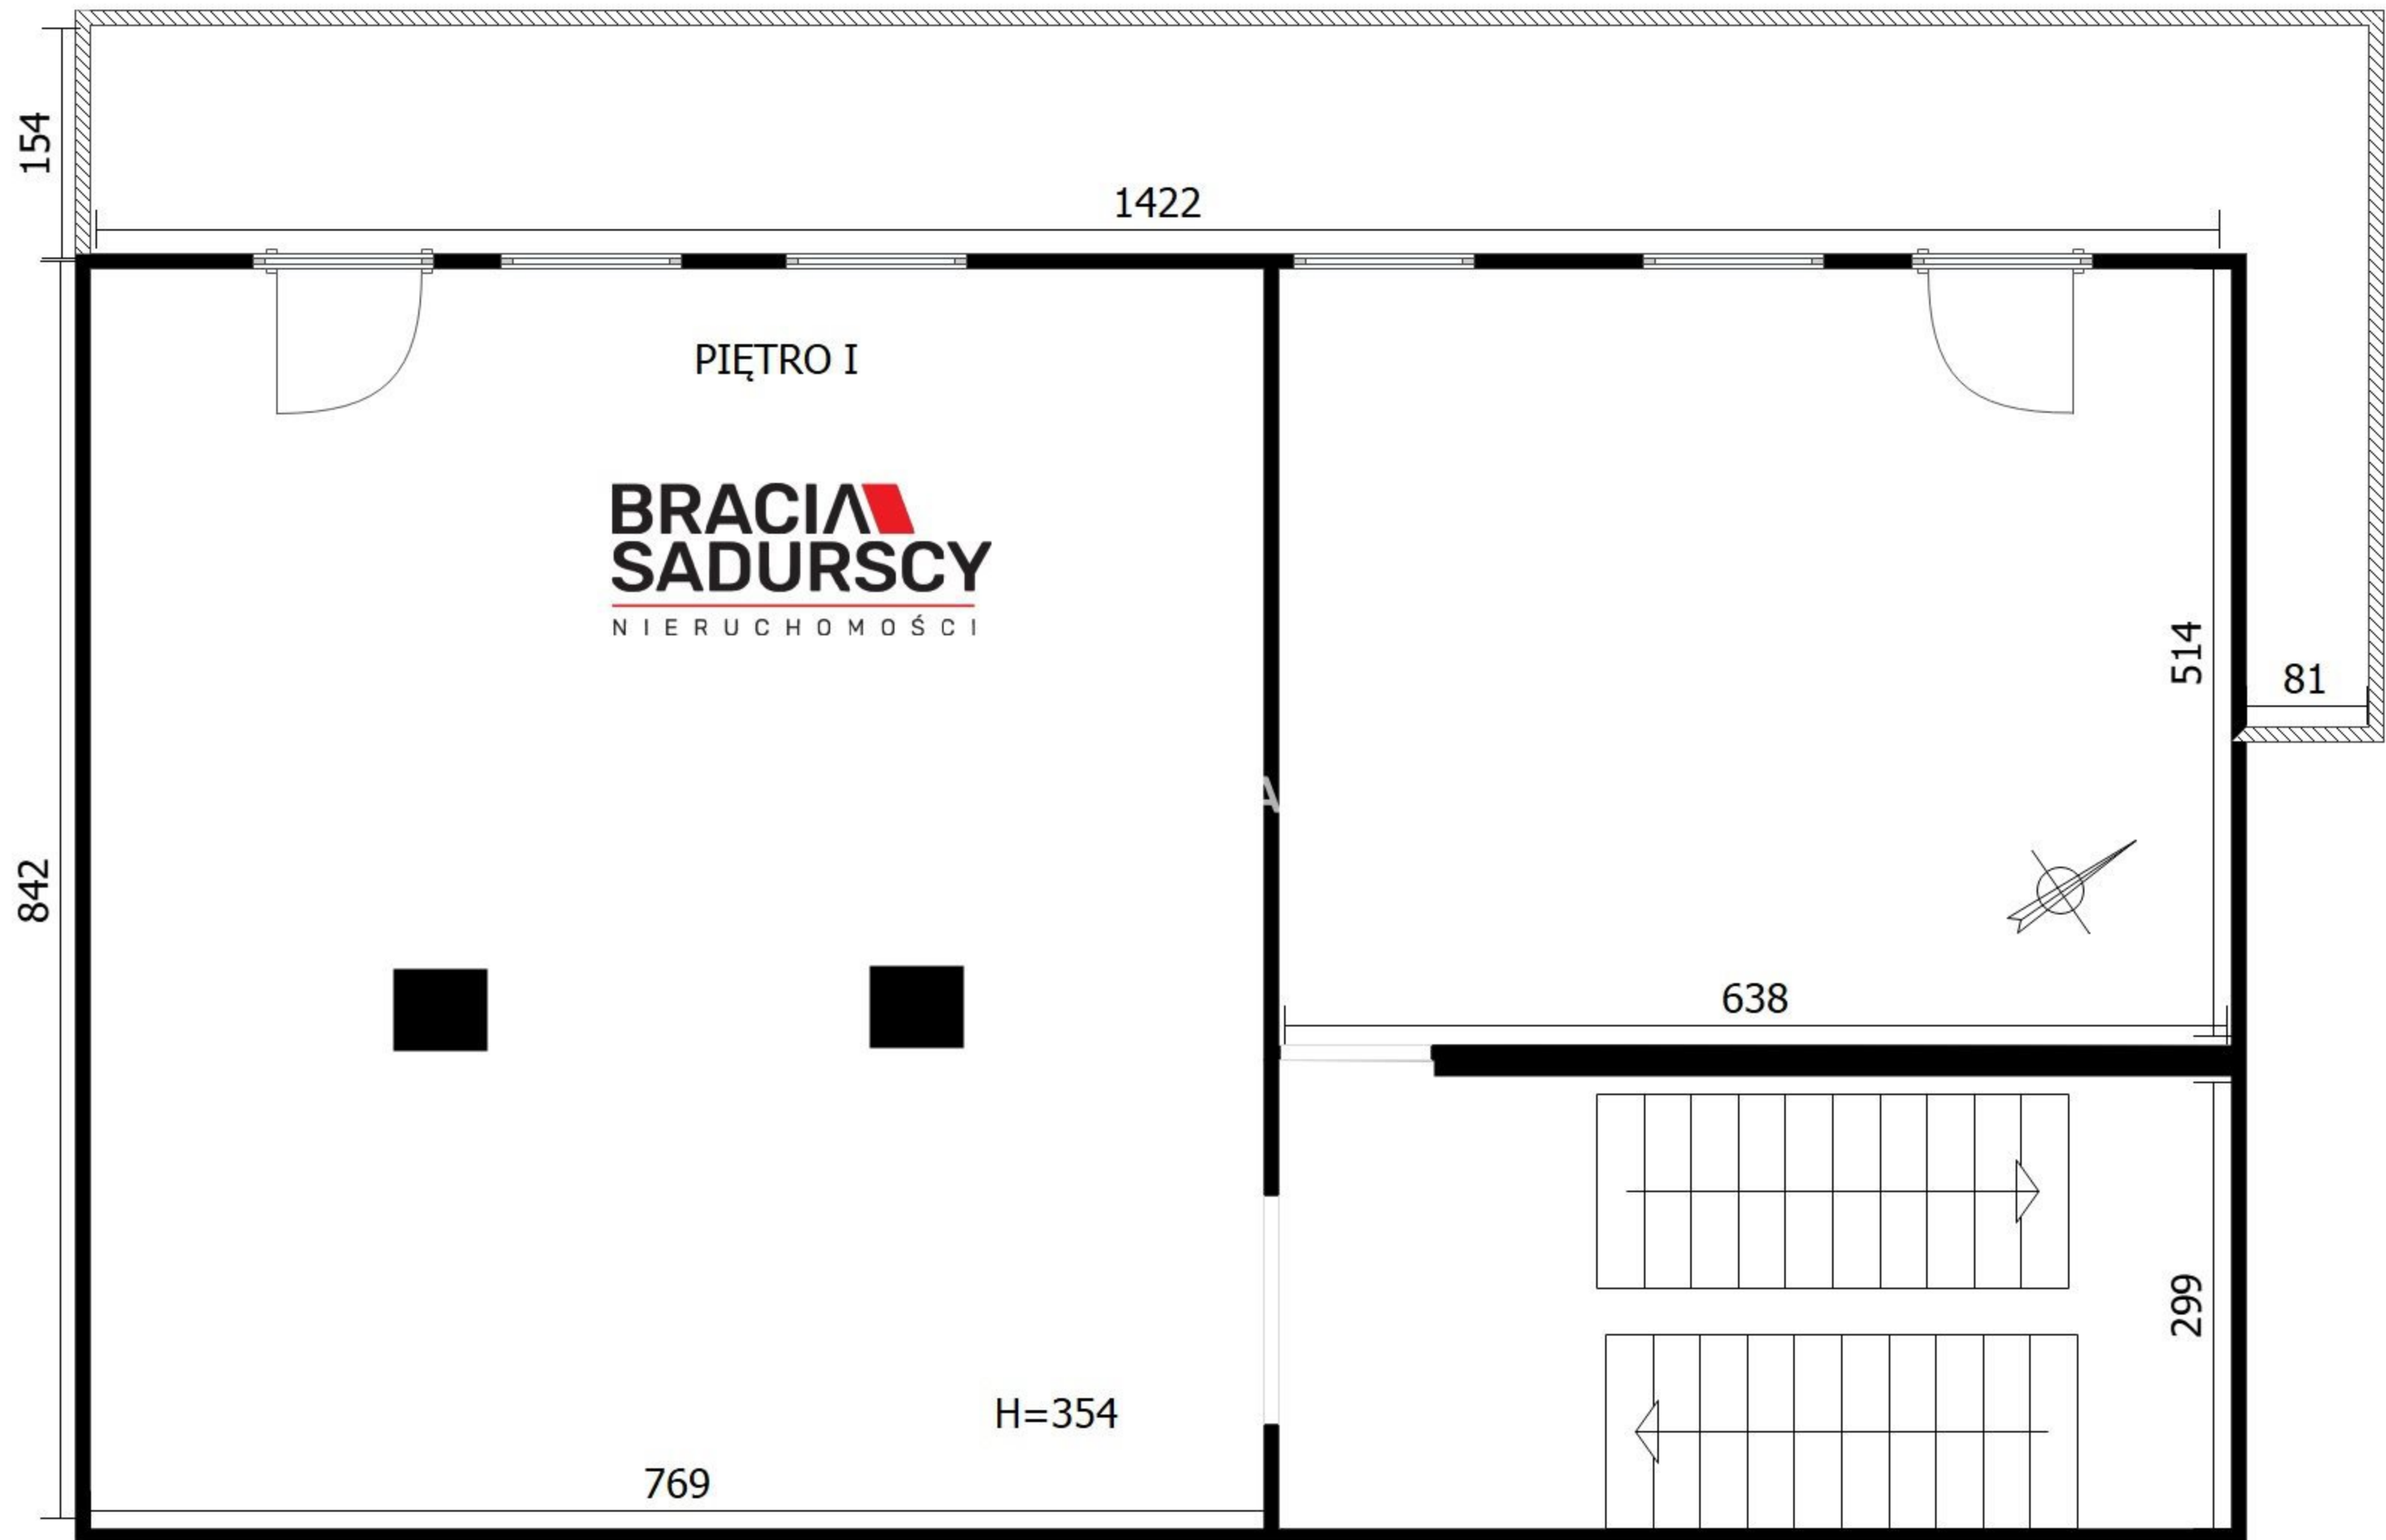 154
1422
PIĘTRO I
BRACIA
SADURSCY
NIERUCHOMOŚCI
514
81
A
842
638
299
H=354
769